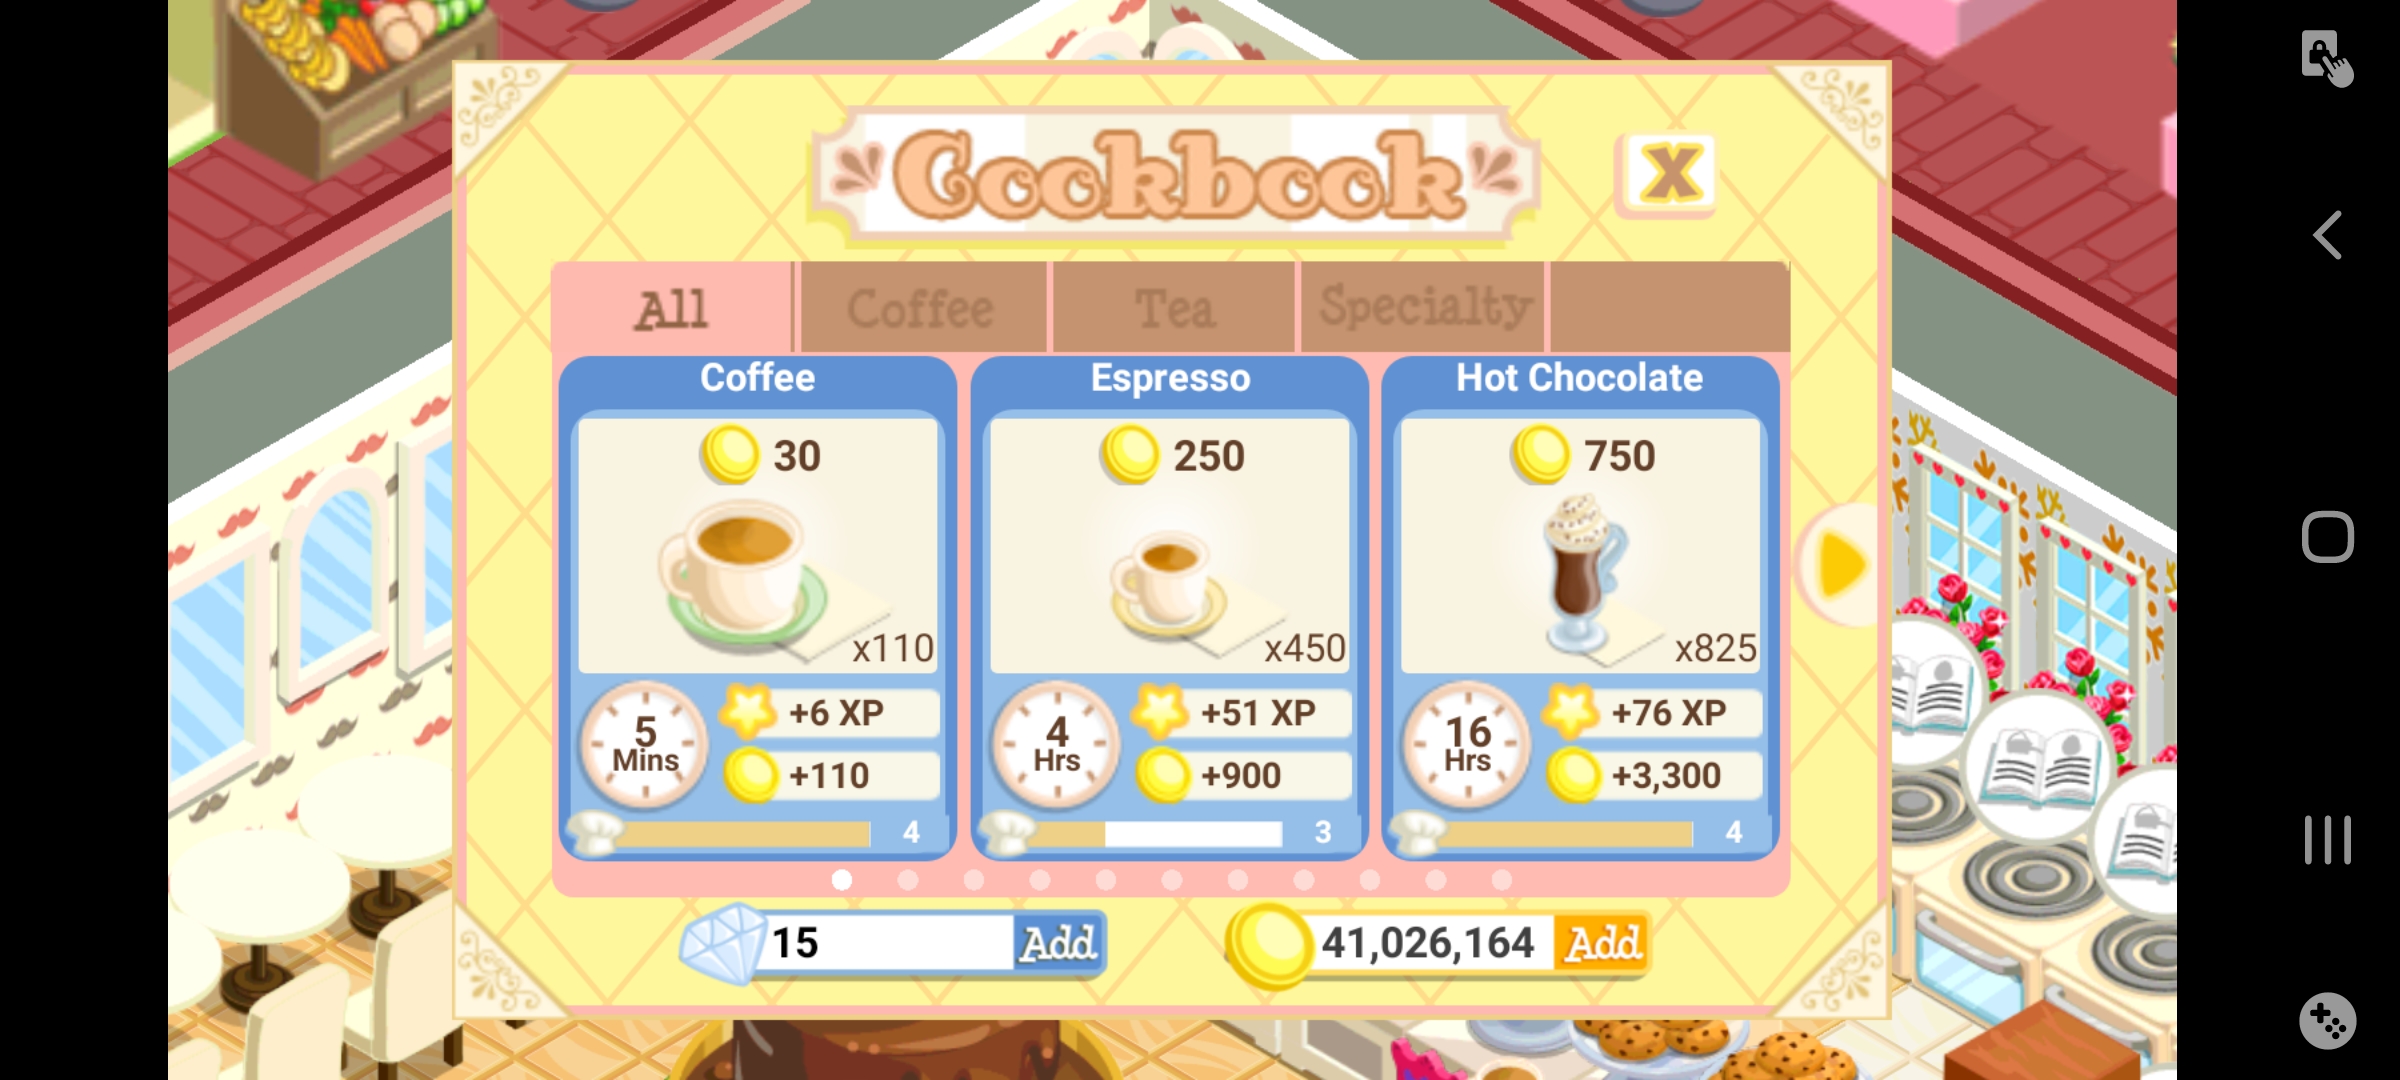 Cookbook
X
All
Coffee
Tea
Specialty
Coffee
30
x110
5
Mins
+6 XP
+110
4
Espresso
250
x450
4
Hrs
+51 XP
+900
3
Hot Chocolate
750
x825
16
Hrs
+76 XP
+3,300
4
15
Add
41,026,164
Add